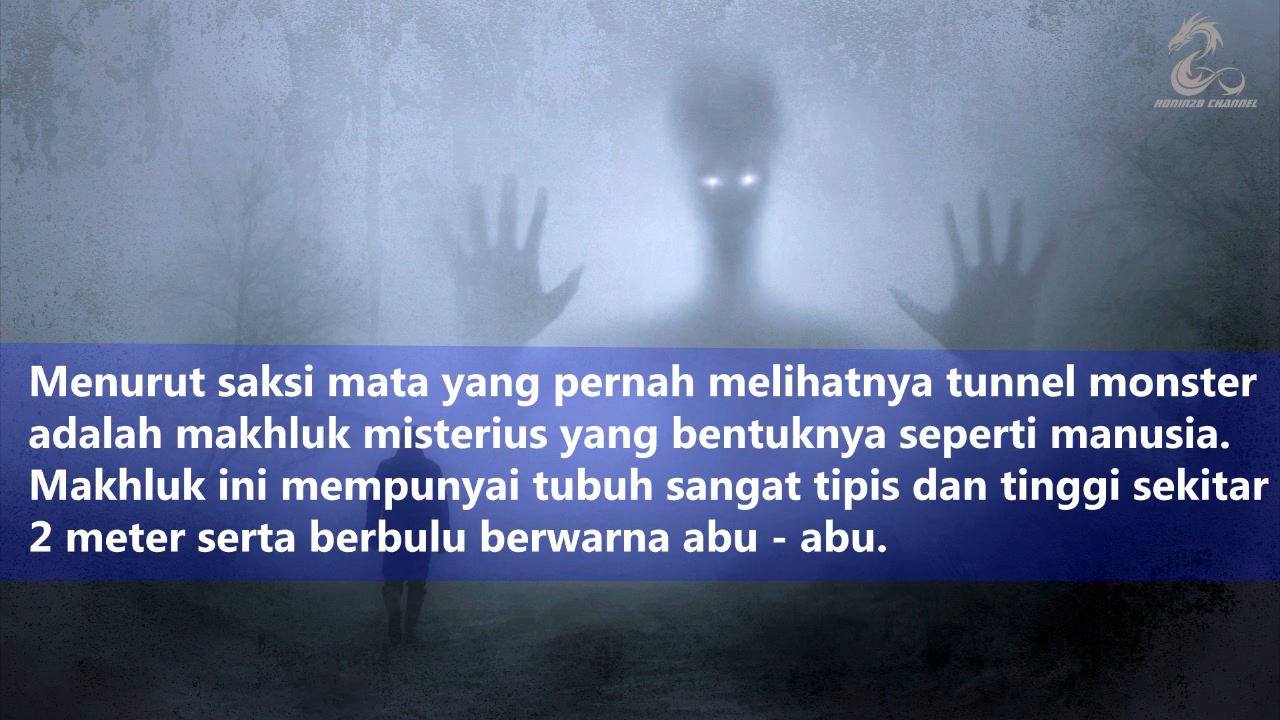 RONIN28 CHANNEL
Menurut saksi mata yang pernah melihatnya tunnel monster
adalah makhluk misterius yang bentuknya seperti manusia.
Makhluk ini mempunyai tubuh sangat tipis dan tinggi sekitar
2 meter serta berbulu berwarna abu - abu.